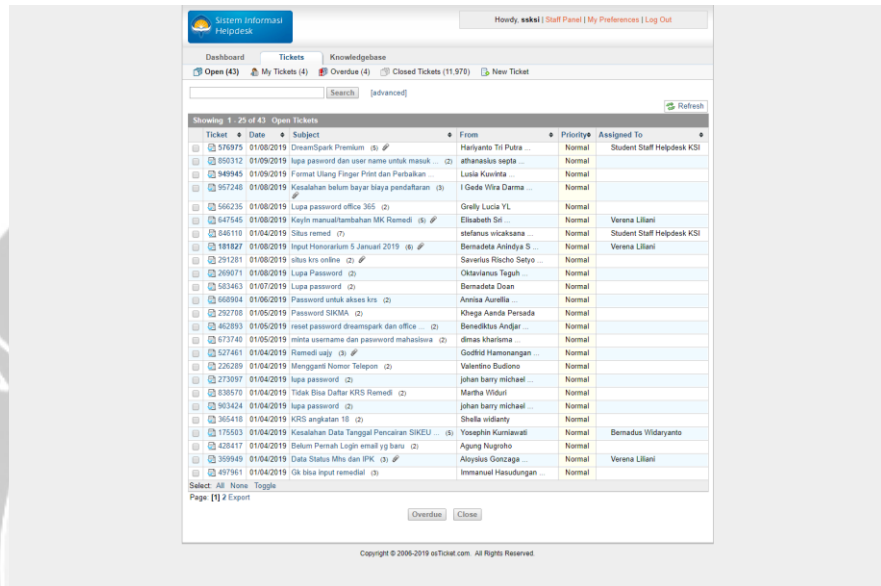 Sistem Informasi
Helpdesk
Howdy, ssksi | Staff Panel | My Preferences | Log Out
Dashboard Tickets Knowledgebase
Open (43) My Tickets (4) Overdue (4) Closed Tickets (11,970) New Ticket
Search [advanced]
Refresh
Showing 1 - 25 of 43 Open Tickets
Ticket Date Subject From Priority Assigned To
576975 01/08/2019 DreamSpark Premium (5) Hariyanto Tri Putra ... Normal Student Staff Helpdesk KSI
850312 01/09/2019 lupa pasword dan user name untuk masuk ... (2) athanasius septa ... Normal
949945 01/09/2019 Format Ulang Finger Print dan Perbaikan ... Lusia Kuwinta ... Normal
957248 01/08/2019 Kasalahan belum bayar biaya pendaftaran (3) I Gede Wira Darma ... Normal
566235 01/08/2019 Lupa password office 365 (2) Grelly Lucia YL Normal
647545 01/08/2019 KeyIn manual/tambahan MK Remedi (5) Elisabeth Sri ... Normal Verena Liliani
846110 01/04/2019 Situs remed (7) stefanus wicaksana ... Normal Student Staff Helpdesk KSI
181827 01/08/2019 Input Honorarium 5 Januari 2019 (6) Bernadeta Anindya S ... Normal Verena Liliani
291281 01/08/2019 situs krs online (2) Saverius Rischo Setyo ... Normal
269071 01/08/2019 Lupa Password (2) Oktavianus Teguh ... Normal
583463 01/07/2019 Lupa password (2) Bernadeta Doan Normal
668904 01/06/2019 Password untuk akses krs (2) Annisa Aurellia ... Normal
292708 01/05/2019 Password SIKMA (2) Khega Aanda Persada Normal
462893 01/05/2019 reset password dreamspark dan office ... (2) Benediktus Andjar ... Normal
673740 01/05/2019 minta username dan paswword mahasiswa (2) dimas kharisma ... Normal
527461 01/04/2019 Ramedi uajy (3) Godfrid Hamonangan ... Normal
226289 01/04/2019 Mengganti Nomor Telepon (2) Valentino Budiono Normal
273097 01/04/2019 lupa password (2) johan barry michael ... Normal
838570 01/04/2019 Tidak Bisa Daftar KRS Remedi (2) Martha Widuri Normal
903424 01/04/2019 lupa password (2) johan barry michael ... Normal
365418 01/04/2019 KRS angkatan 18 (2) Sheila widianty Normal
175503 01/04/2019 Kesalahan Data Tanggal Pencairan SIKEU ... (5) Yosephin Kurniawati Normal Bernadus Widaryanto
428417 01/04/2019 Belum Pernah Login email yg baru (2) Agung Nugroho Normal
359949 01/04/2019 Data Status Mhs dan IPK (3) Aloysius Gonzaga ... Normal Verena Liliani
497961 01/04/2019 Gk bisa input remedial (3) Immanuel Hasudungan ... Normal
Select: All None Toggle
Page: [1] 2 Export
Overdue Close
Copyright © 2006-2019 osTicket.com. All Rights Reserved.